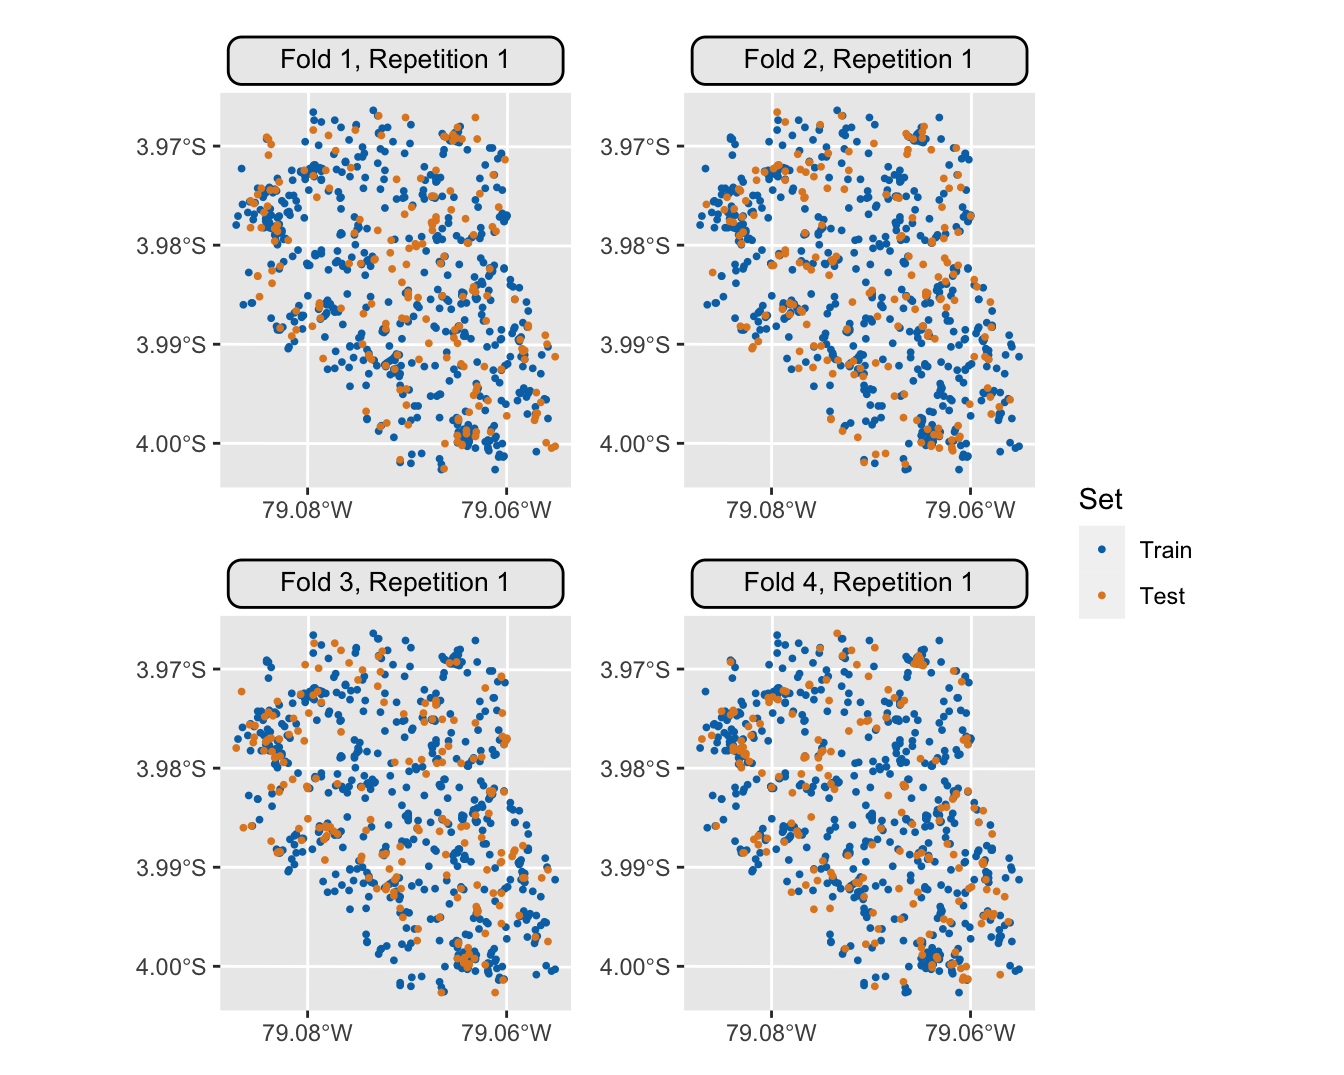 Fold 1, Repetition 1
Fold 2, Repetition 1
3.97°S
3.98°S
3.99°S
4.00°S
79.08°W
79.06°W
3.97°S
3.98°S
3.99°S
4.00°S
79.08°W
79.06°W
Set
Train
Test
Fold 3, Repetition 1
Fold 4, Repetition 1
3.97°S
3.98°S
3.99°S
4.00°S
79.08°W
79.06°W
3.97°S
3.98°S
3.99°S
4.00°S
79.08°W
79.06°W